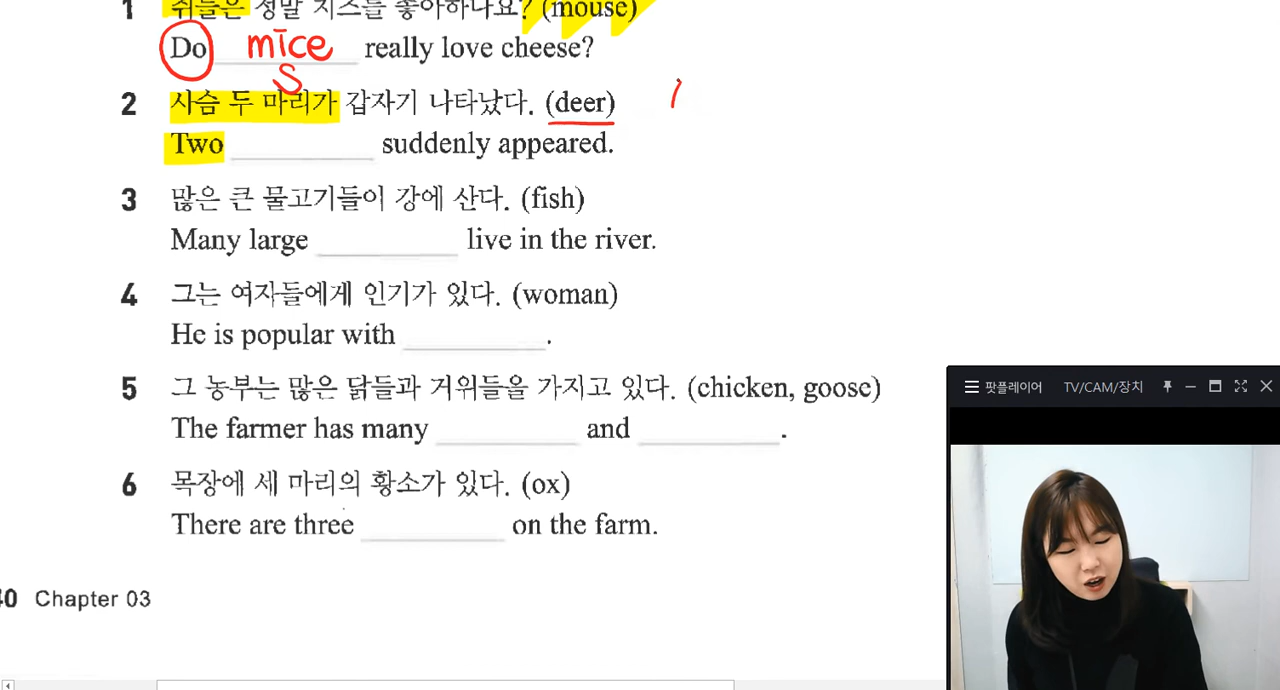 1 쥐들은 정말 치즈를 좋아하나요? (mouse)
Do mice really love cheese?
S
2 사슴 두 마리가 갑자기 나타났다. (deer)
Two suddenly appeared.
3 많은 큰 물고기들이 강에 산다. (fish)
Many large live in the river.
4 그는 여자들에게 인기가 있다. (woman)
He is popular with .
5 그 농부는 많은 닭들과 거위들을 가지고 있다. (chicken, goose)
The farmer has many and .
6 목장에 세 마리의 황소가 있다. (ox)
There are three on the farm.
40 Chapter 03
팟플레이어 TV/CAM/장치